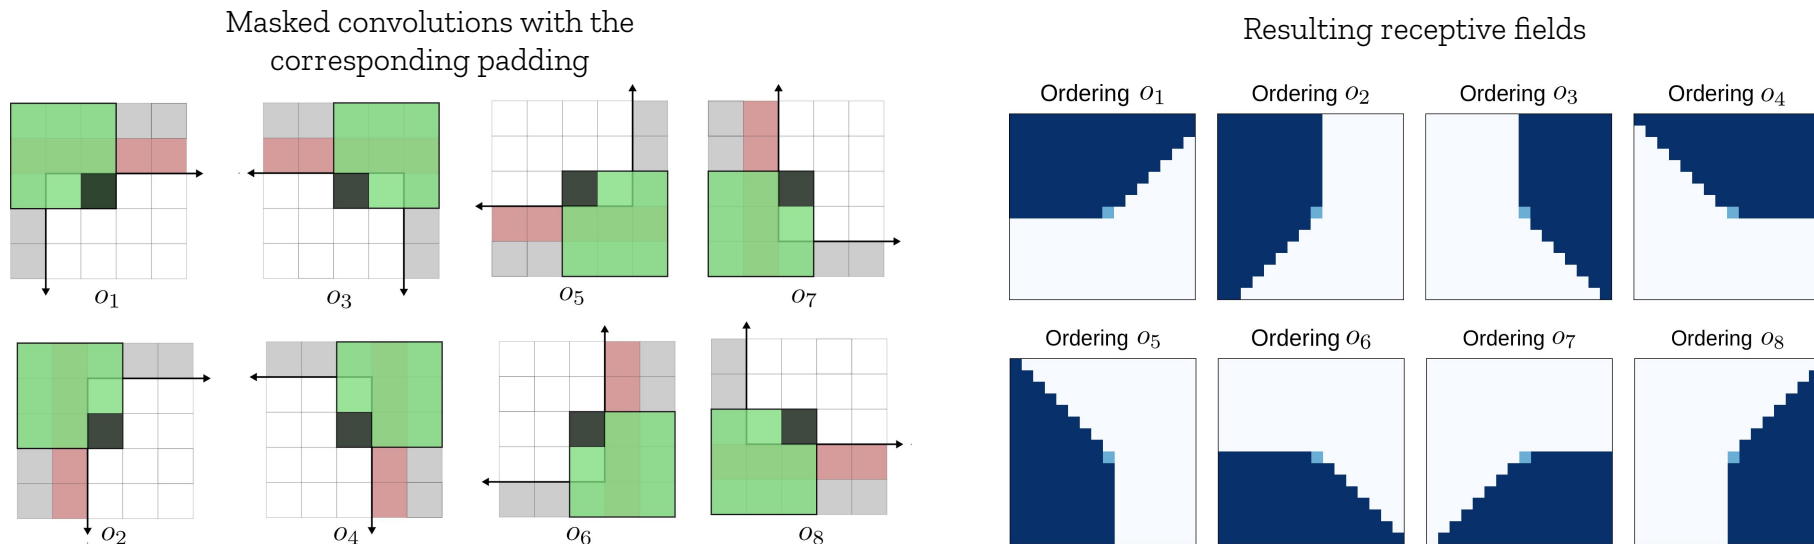 Masked convolutions with the
corresponding padding
o1
o3
o5
o7
o2
o4
o6
o8
Resulting receptive fields
Ordering o1
Ordering o2
Ordering o3
Ordering o4
Ordering o5
Ordering o6
Ordering o7
Ordering o8